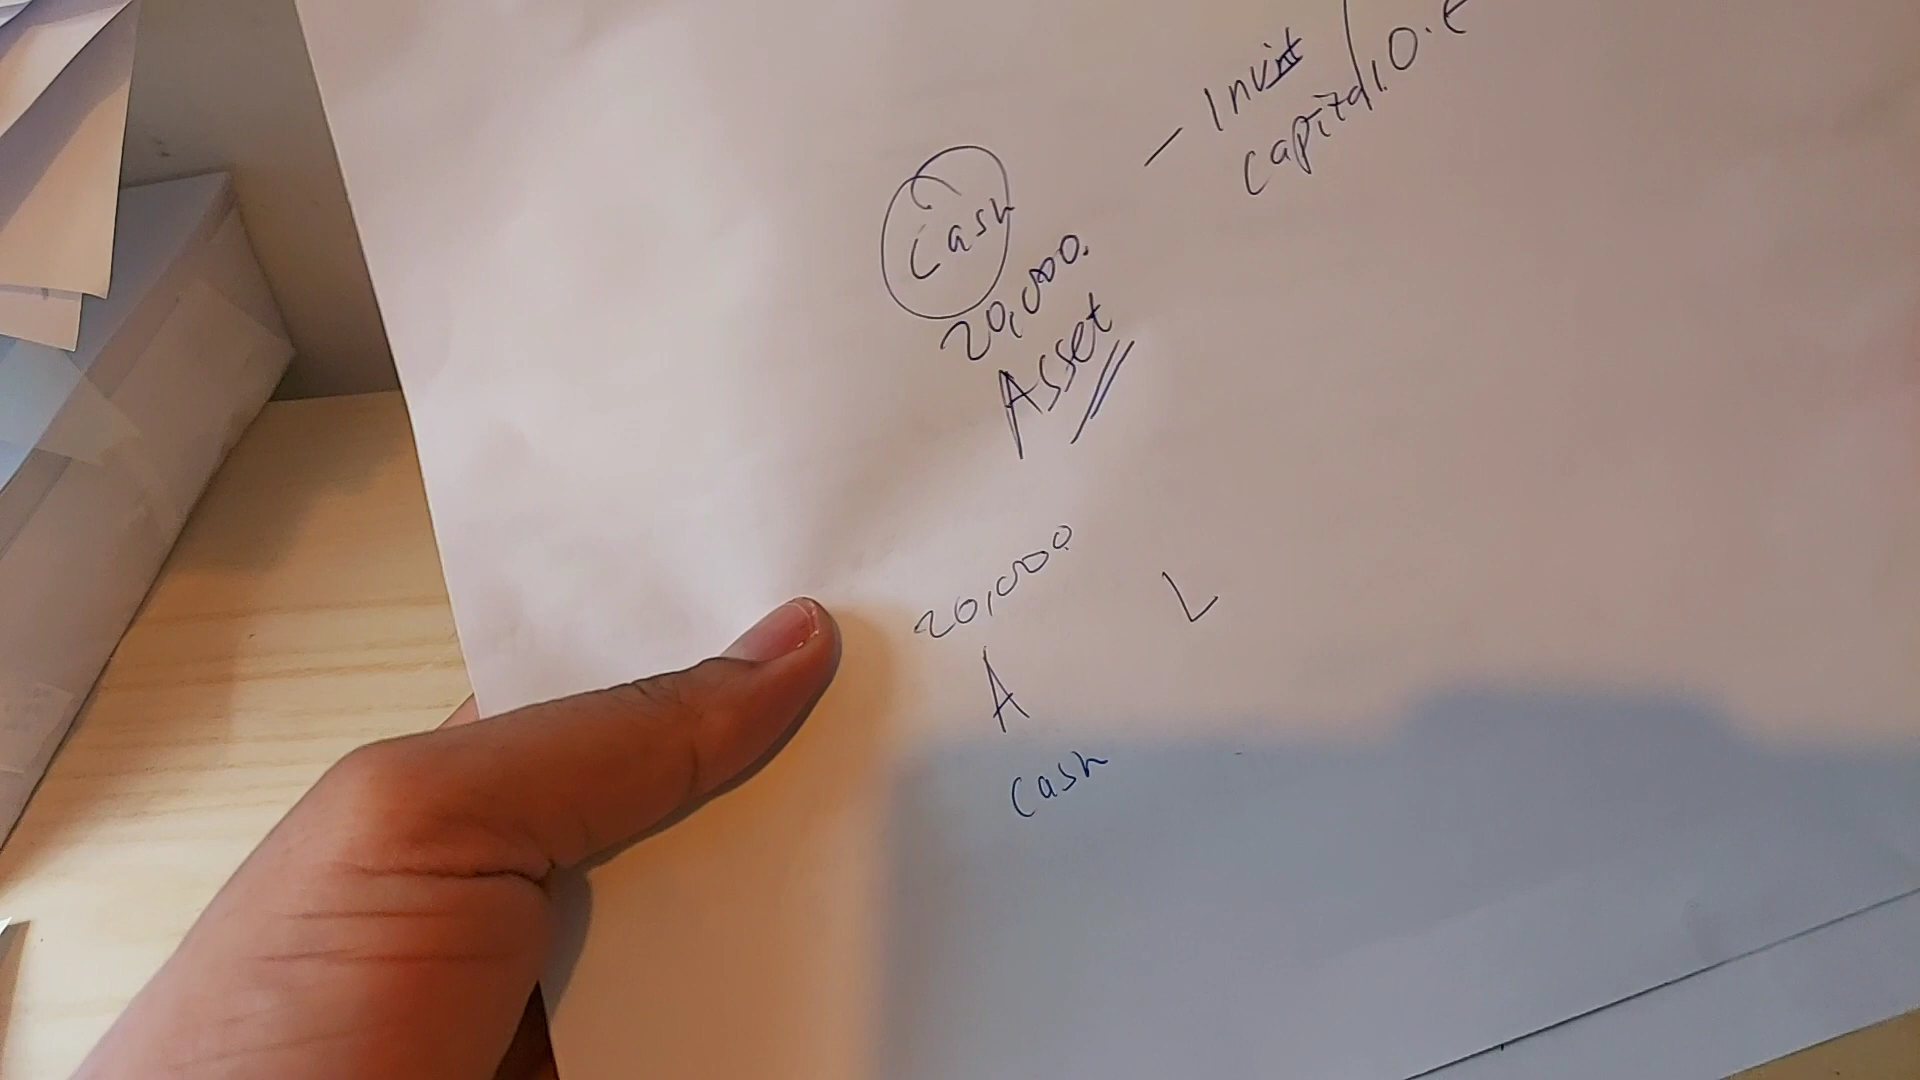 - Invst
capital, O.E
Cash
20,000.
Asset
20,000
A L
Cash